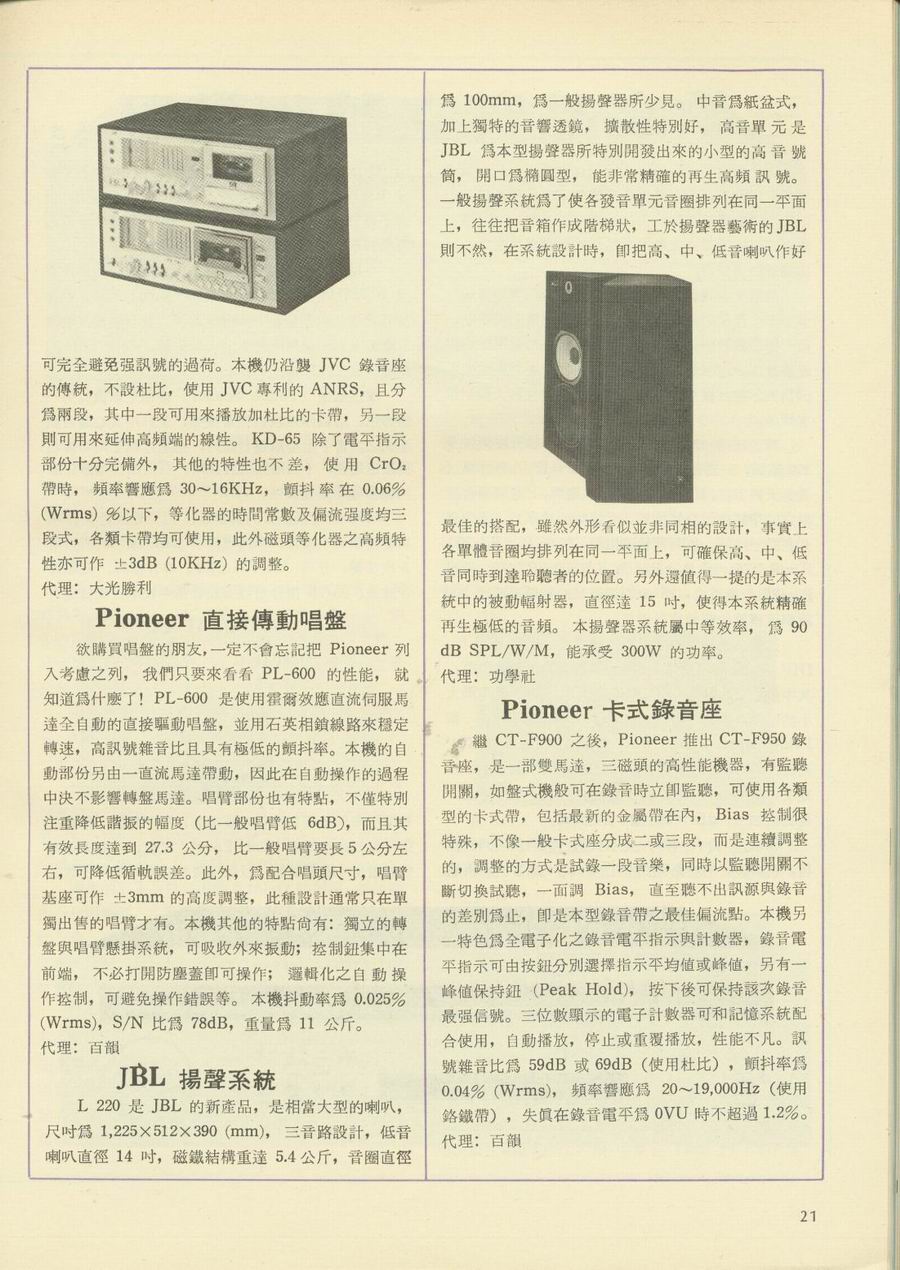 可完全避免强訊號的過荷。本機仍沿襲 JVC 錄音座
的傳統，不設杜比，使用 JVC 專利的 ANRS，且分
爲兩段，其中一段可用來播放加杜比的卡帶，另一段
則可用來延伸高頻端的線性。 KD-65 除了電平指示
部份十分完備外， 其他的特性也不差， 使用 CrO₂
帶時， 頻率響應爲 30～16KHz， 顫抖率在 0.06%
(Wrms) %以下，等化器的時間常數及偏流强度均三
段式，各類卡帶均可使用，此外磁頭等化器之高頻特
性亦可作 ±3dB (10KHz) 的調整。
代理：大光勝利
Pioneer 直接傳動唱盤
欲購買唱盤的朋友，一定不會忘記把 Pioneer 列
入考慮之列， 我們只要來看看 PL-600 的性能， 就
知道爲什麽了！ PL-600 是使用霍爾效應直流伺服馬
達全自動的直接驅動唱盤，並用石英相鎖線路來穩定
轉速，高訊號雜音比且具有極低的顫抖率。本機的自
動部份另由一直流馬達帶動，因此在自動操作的過程
中決不影響轉盤馬達。唱臂部份也有特點，不僅特別
注重降低諧振的幅度（比一般唱臂低 6dB），而且其
有效長度達到 27.3 公分， 比一般唱臂要長 5 公分左
右，可降低循軌誤差。此外，爲配合唱頭尺寸，唱臂
基座可作 ±3mm 的高度調整，此種設計通常只在單
獨出售的唱臂才有。本機其他的特點尙有：獨立的轉
盤與唱臂懸掛系統，可吸收外來振動；控制鈕集中在
前端， 不必打開防塵蓋卽可操作； 邏輯化之自動操
作控制，可避免操作錯誤等。 本機抖動率爲 0.025%
(Wrms)，S/N 比爲 78dB，重量爲 11 公斤。
代理：百韻
JBL 揚聲系統
L 220 是 JBL 的新產品，是相當大型的喇叭，
尺吋爲 1,225×512×390 (mm)， 三音路設計，低音
喇叭直徑 14 吋，磁鐵結構重達 5.4 公斤，音圈直徑
爲 100mm，爲一般揚聲器所少見。 中音爲紙盆式，
加上獨特的音響透鏡， 擴散性特別好， 高音單元是
JBL 爲本型揚聲器所特別開發出來的小型的高音號
筒， 開口爲橢圓型， 能非常精確的再生高頻訊號。
一般揚聲系統爲了使各發音單元音圈排列在同一平面
上，往往把音箱作成階梯狀，工於揚聲器藝術的 JBL
則不然，在系統設計時，卽把高、中、低音喇叭作好
最佳的搭配，雖然外形看似並非同相的設計，事實上
各單體音圈均排列在同一平面上，可確保高、中、低
音同時到達聆聽者的位置。另外還值得一提的是本系
統中的被動輻射器，直徑達 15 吋，使得本系統精確
再生極低的音頻。 本揚聲器系統屬中等效率， 爲 90
dB SPL/W/M，能承受 300W 的功率。
代理：功學社
Pioneer 卡式錄音座
繼 CT-F900 之後，Pioneer 推出 CT-F950 錄
音座，是一部雙馬達，三磁頭的高性能機器，有監聽
開關，如盤式機般可在錄音時立卽監聽，可使用各類
型的卡式帶，包括最新的金屬帶在內， Bias 控制很
特殊，不像一般卡式座分成二或三段，而是連續調整
的，調整的方式是試錄一段音樂，同時以監聽開關不
斷切換試聽，一面調 Bias， 直至聽不出訊源與錄音
的差別爲止，卽是本型錄音帶之最佳偏流點。本機另
一特色爲全電子化之錄音電平指示與計數器，錄音電
平指示可由按鈕分別選擇指示平均値或峰値，另有一
峰値保持鈕 (Peak Hold)， 按下後可保持該次錄音
最强信號。三位數顯示的電子計數器可和記憶系統配
合使用，自動播放，停止或重覆播放，性能不凡。訊
號雜音比爲 59dB 或 69dB（使用杜比），顫抖率爲
0.04% (Wrms)， 頻率響應爲 20～19,000Hz（使用
鉻鐵帶），失眞在錄音電平爲 0VU 時不超過 1.2%。
代理：百韻
21